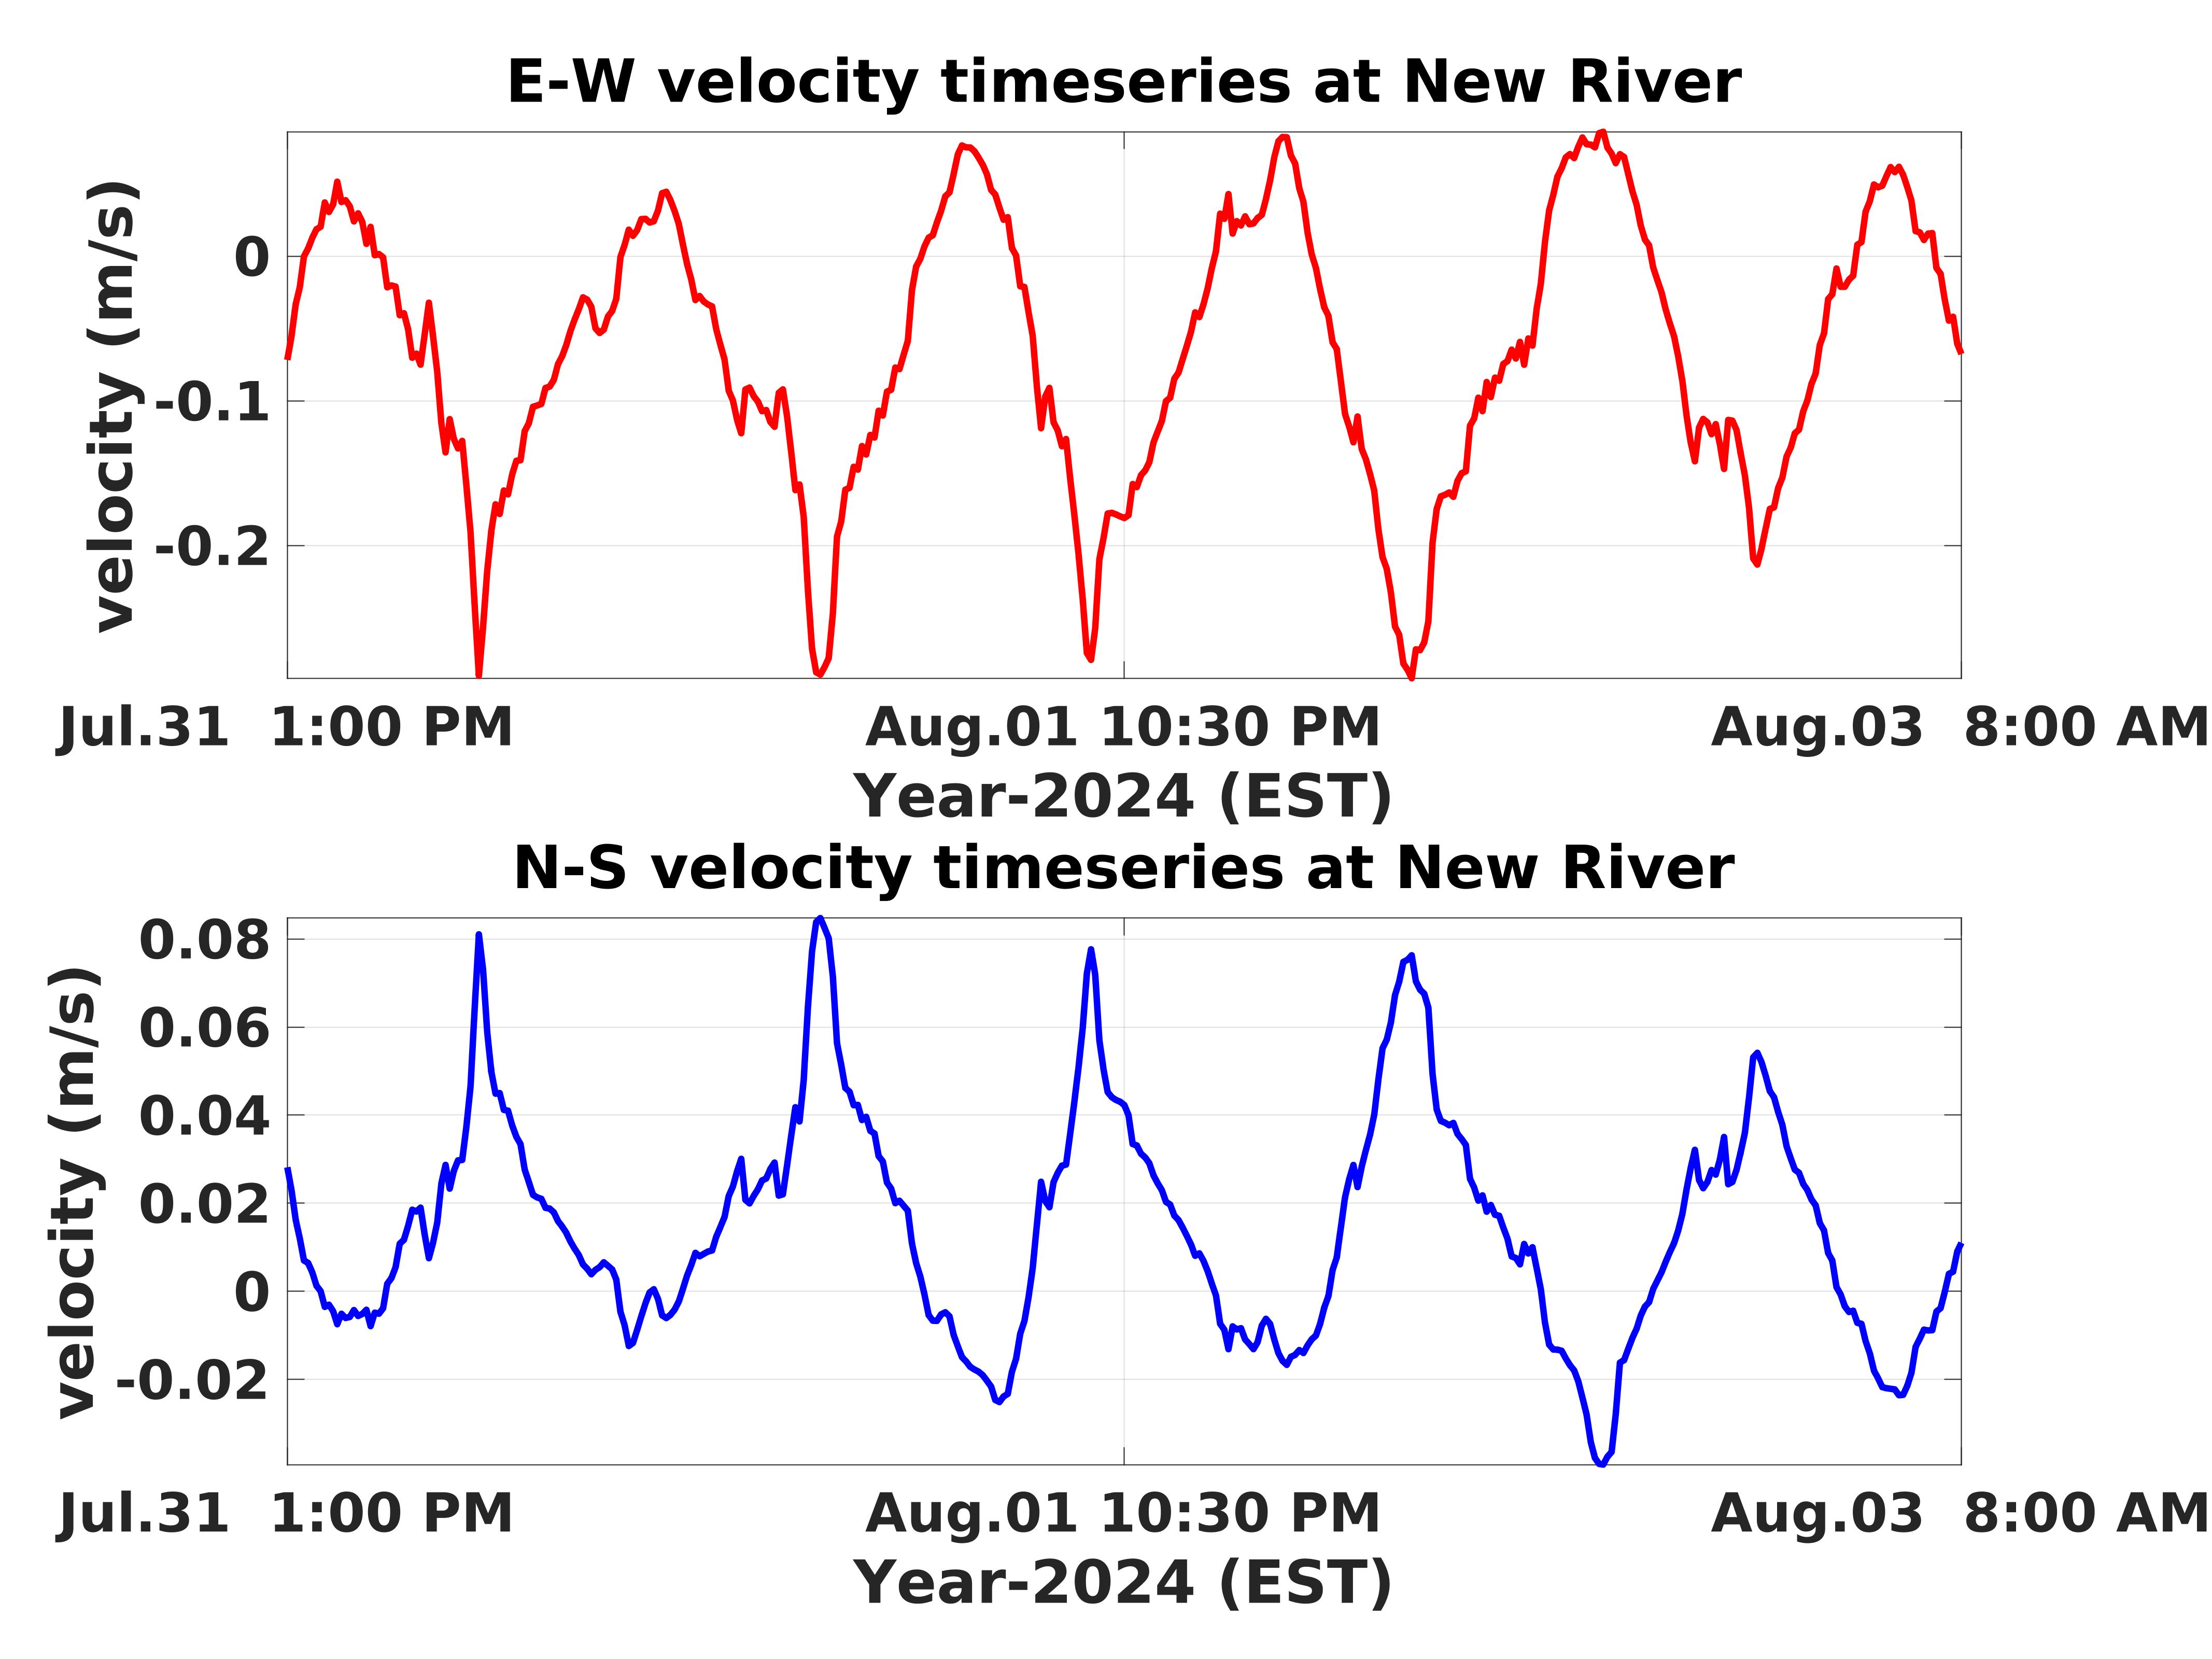 E-W velocity timeseries at New River
velocity (m/s)
0
-0.1
-0.2
Jul.31  1:00 PM
Aug.01 10:30 PM
Aug.03  8:00 AM
Year-2024 (EST)
N-S velocity timeseries at New River
velocity (m/s)
0.08
0.06
0.04
0.02
0
-0.02
Jul.31  1:00 PM
Aug.01 10:30 PM
Aug.03  8:00 AM
Year-2024 (EST)